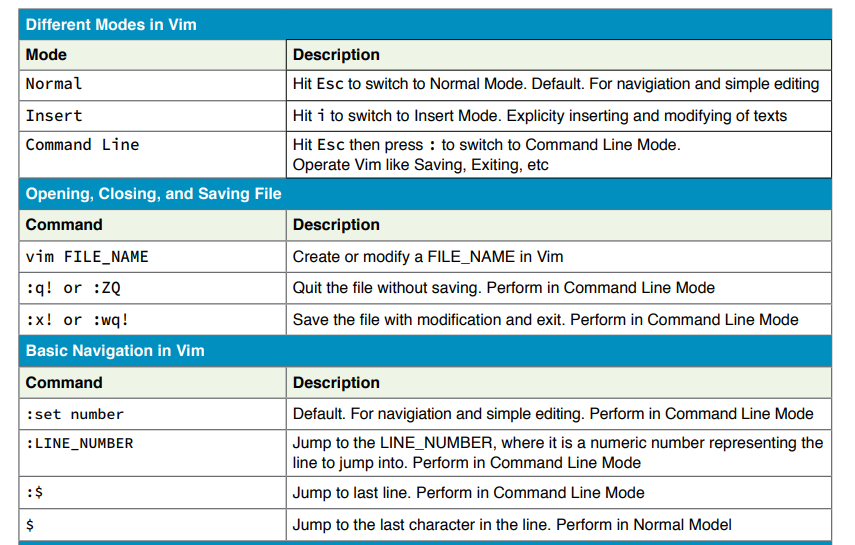 Different Modes in Vim
Mode Description
Normal Hit Esc to switch to Normal Mode. Default. For navigiation and simple editing
Insert Hit i to switch to Insert Mode. Explicity inserting and modifying of texts
Command Line Hit Esc then press : to switch to Command Line Mode.
Operate Vim like Saving, Exiting, etc
Opening, Closing, and Saving File
Command Description
vim FILE_NAME Create or modify a FILE_NAME in Vim
:q! or :ZQ Quit the file without saving. Perform in Command Line Mode
:x! or :wq! Save the file with modification and exit. Perform in Command Line Mode
Basic Navigation in Vim
Command Description
:set number Default. For navigiation and simple editing. Perform in Command Line Mode
:LINE_NUMBER Jump to the LINE_NUMBER, where it is a numeric number representing the
line to jump into. Perform in Command Line Mode
:$ Jump to last line. Perform in Command Line Mode
$ Jump to the last character in the line. Perform in Normal Model